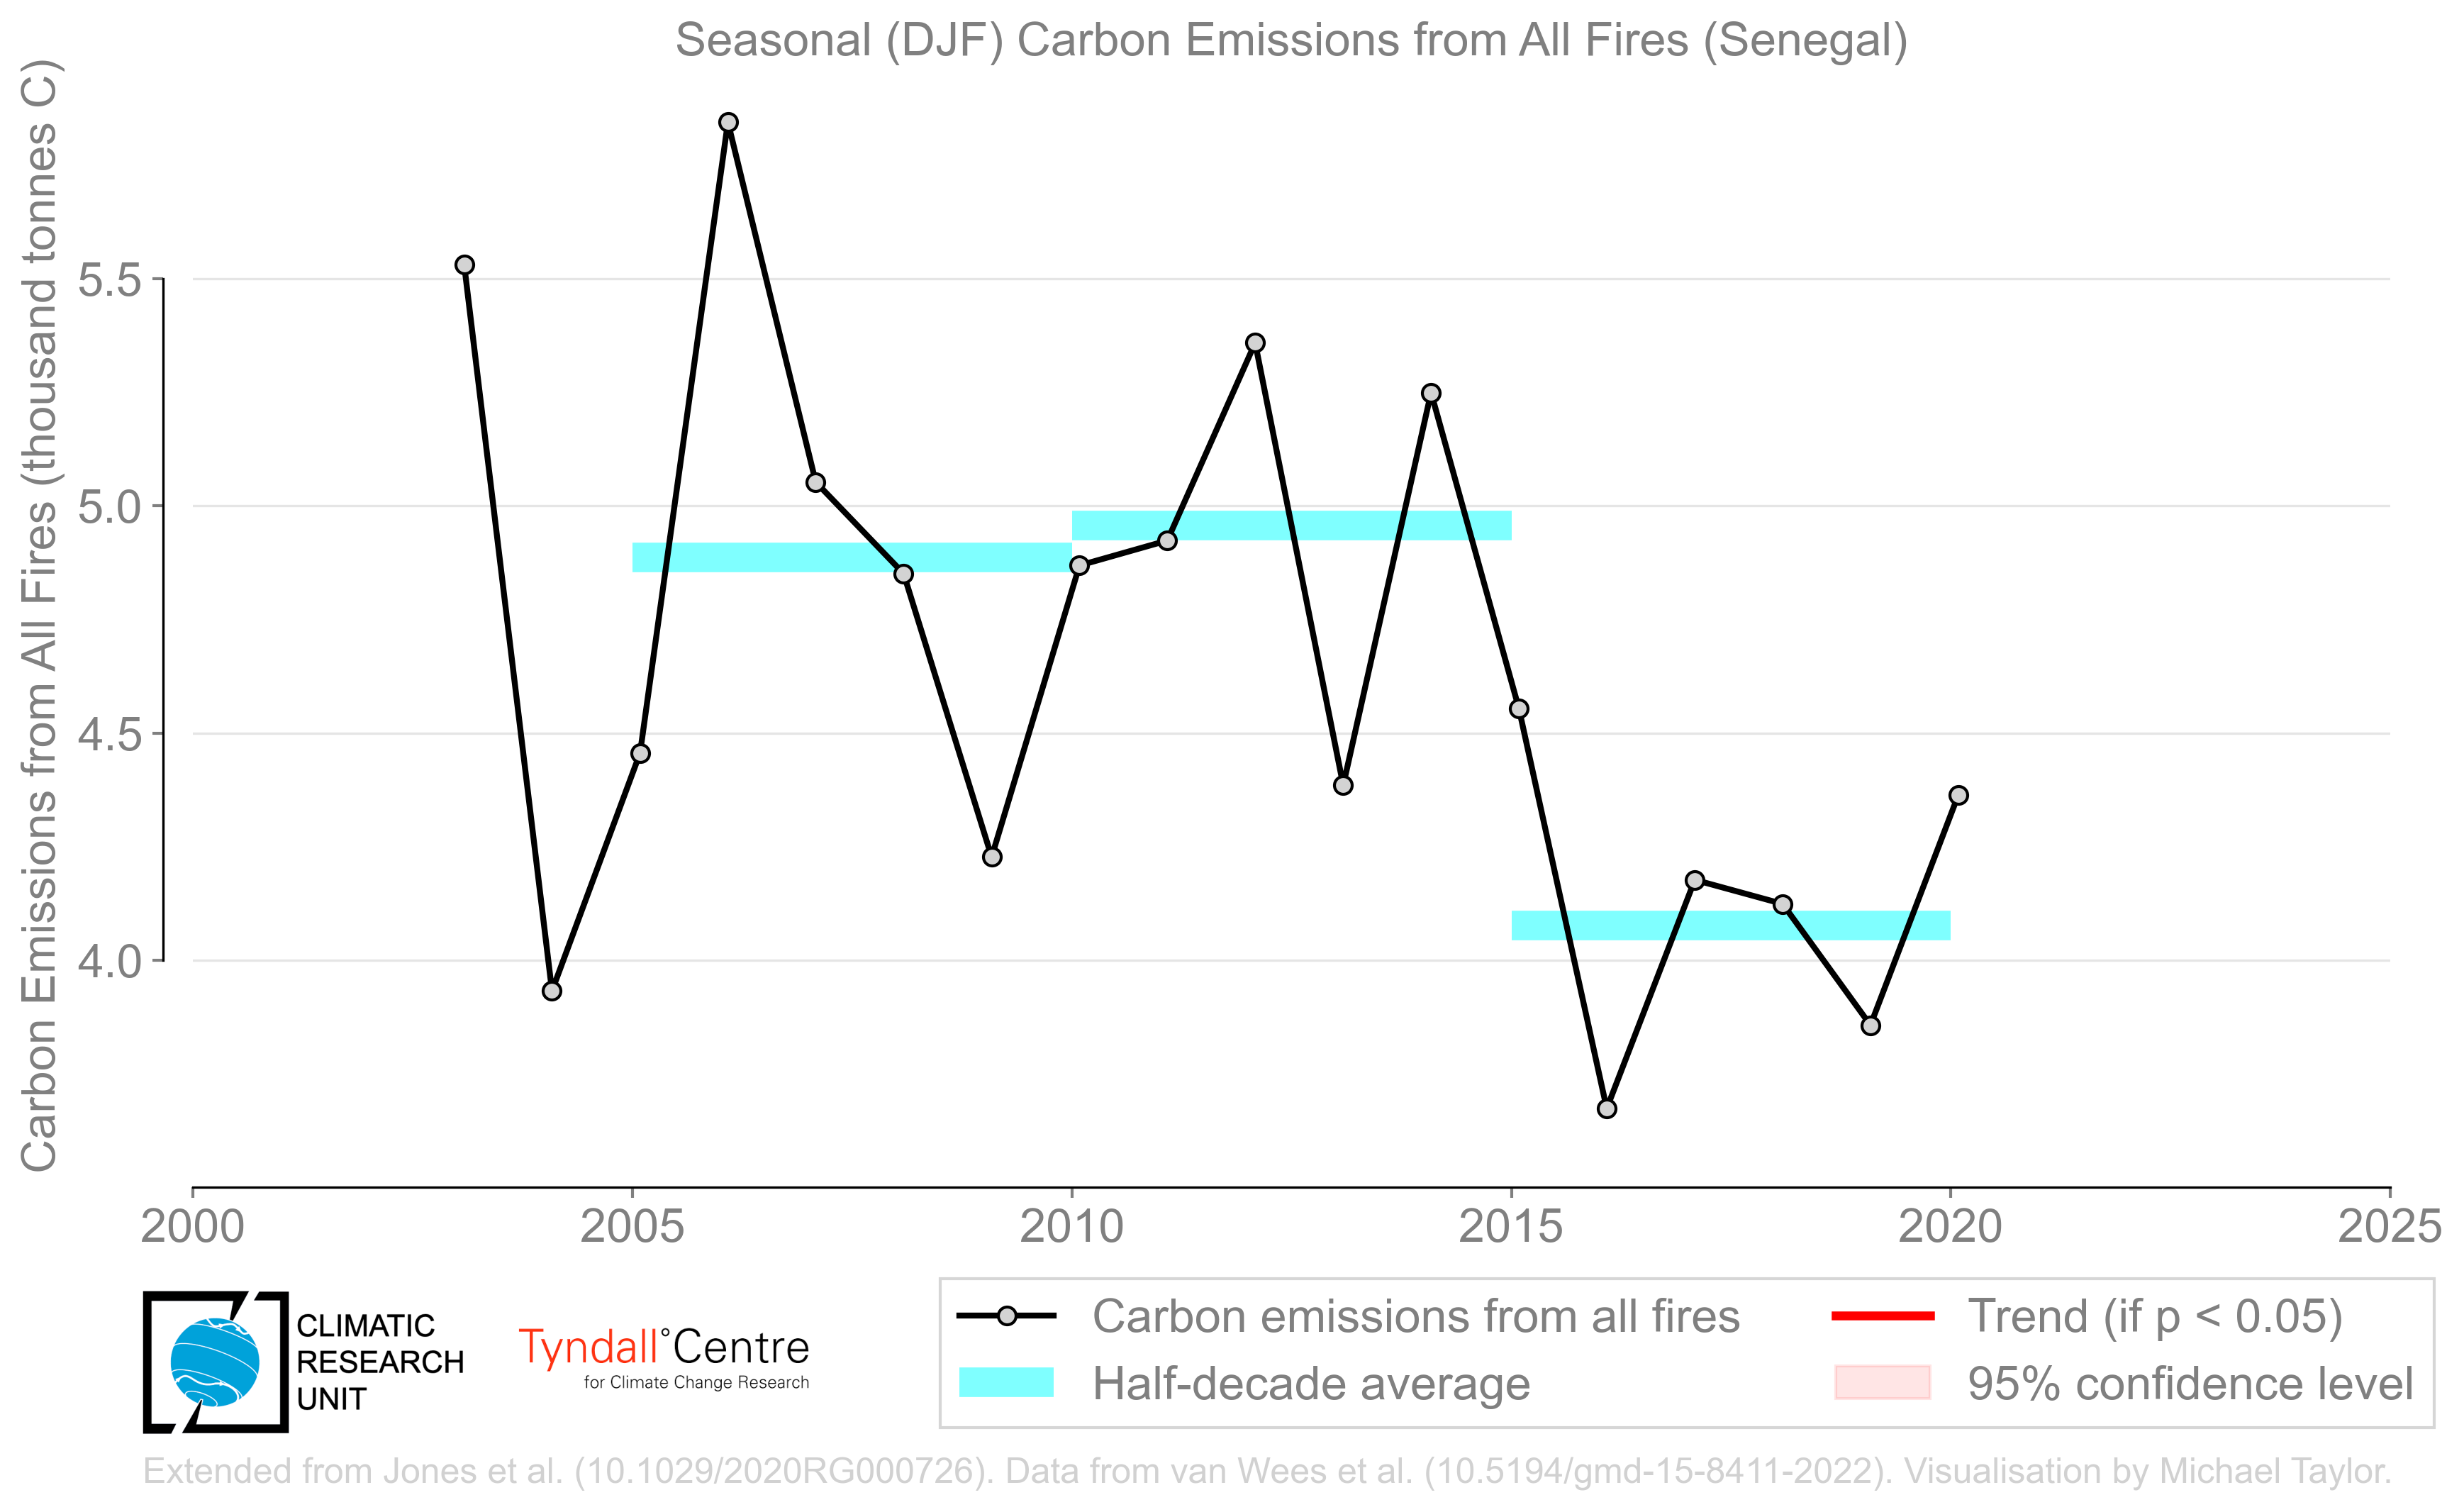 Seasonal (DJF) Carbon Emissions from All Fires (Senegal)
Carbon Emissions from All Fires (thousand tonnes C)
5.5
5.0
4.5
4.0
2000 2005 2010 2015 2020 2025
CLIMATIC
RESEARCH
UNIT
Tyndall°Centre
for Climate Change Research
Carbon emissions from all fires
Half-decade average
Trend (if p < 0.05)
95% confidence level
Extended from Jones et al. (10.1029/2020RG000726). Data from van Wees et al. (10.5194/gmd-15-8411-2022). Visualisation by Michael Taylor.